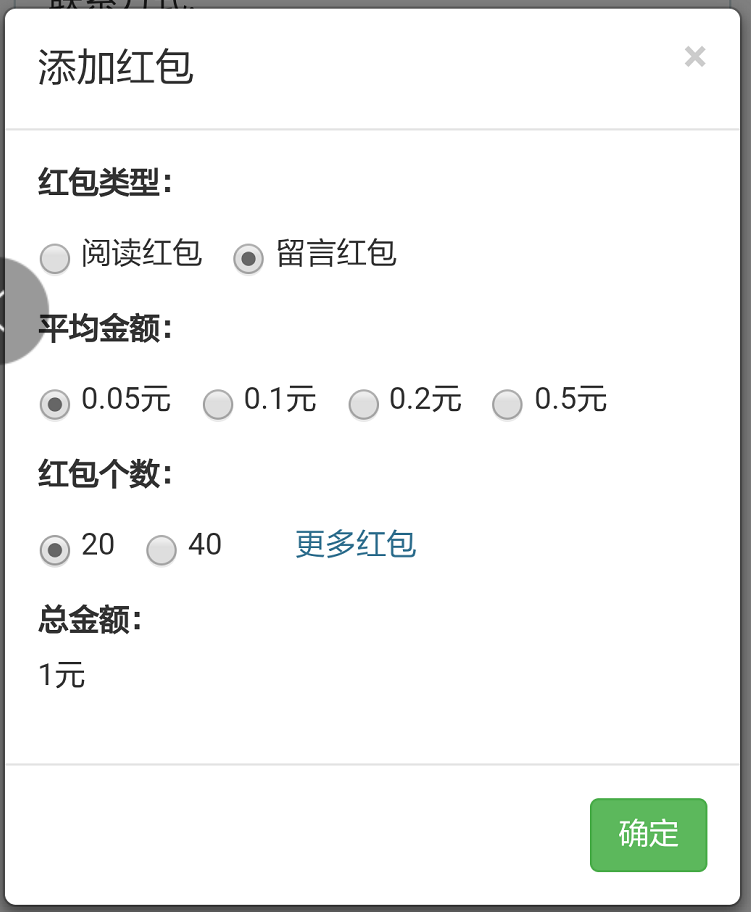 添加红包
×
红包类型：
阅读红包 留言红包
平均金额：
0.05元 0.1元 0.2元 0.5元
红包个数：
20 40 更多红包
总金额：
1元
确定